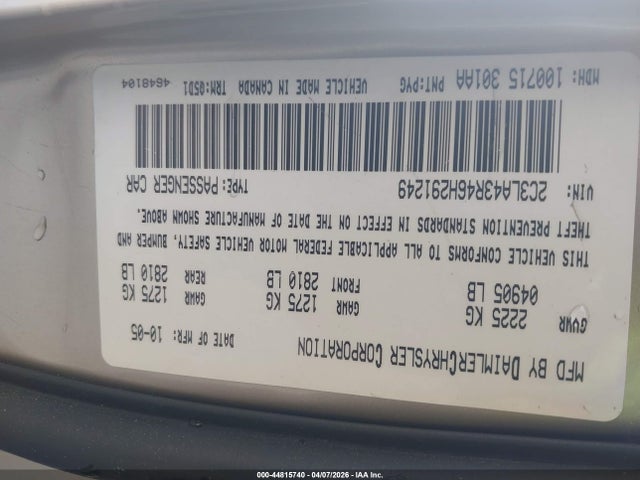 MFD BY DAIMLERCHRYSLER CORPORATION
DATE OF MFR: 10-05
GVWR 2225 KG 04905 LB
GAWR FRONT 1275 KG 2810 LB
GAWR REAR 1275 KG 2810 LB
THIS VEHICLE CONFORMS TO ALL APPLICABLE FEDERAL MOTOR VEHICLE SAFETY, BUMPER AND
THEFT PREVENTION STANDARDS IN EFFECT ON THE DATE OF MANUFACTURE SHOWN ABOVE.
VIN: 2C3LA43R46H291249 TYPE: PASSENGER CAR
MDH: 100715 301AA PNT:PYG VEHICLE MADE IN CANADA TRM:QSD1 4648104
000-44815740 - 04/07/2026 - IAA Inc.